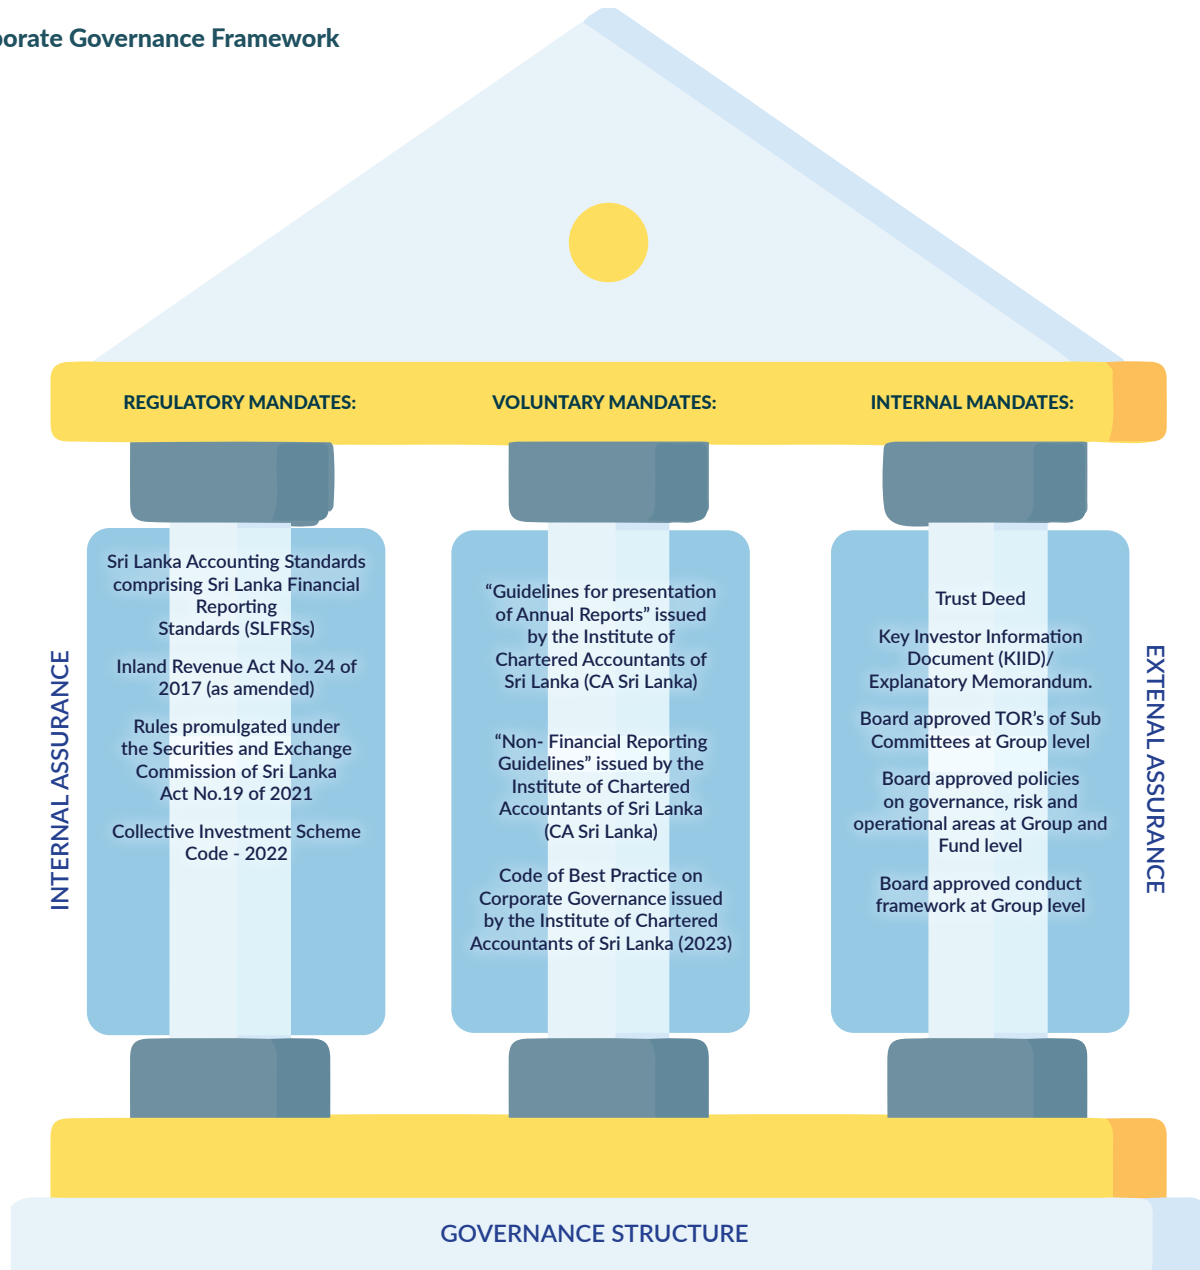 porate Governance Framework
REGULATORY MANDATES:
VOLUNTARY MANDATES:
INTERNAL MANDATES:
INTERNAL ASSURANCE
Sri Lanka Accounting Standards
comprising Sri Lanka Financial
Reporting
Standards (SLFRSs)
Inland Revenue Act No. 24 of
2017 (as amended)
Rules promulgated under
the Securities and Exchange
Commission of Sri Lanka
Act No.19 of 2021
Collective Investment Scheme
Code - 2022
“Guidelines for presentation
of Annual Reports” issued
by the Institute of
Chartered Accountants of
Sri Lanka (CA Sri Lanka)
“Non- Financial Reporting
Guidelines” issued by the
Institute of Chartered
Accountants of Sri Lanka
(CA Sri Lanka)
Code of Best Practice on
Corporate Governance issued
by the Institute of Chartered
Accountants of Sri Lanka (2023)
Trust Deed
Key Investor Information
Document (KIID)/
Explanatory Memorandum.
Board approved TOR’s of Sub
Committees at Group level
Board approved policies
on governance, risk and
operational areas at Group and
Fund level
Board approved conduct
framework at Group level
EXTENAL ASSURANCE
GOVERNANCE STRUCTURE